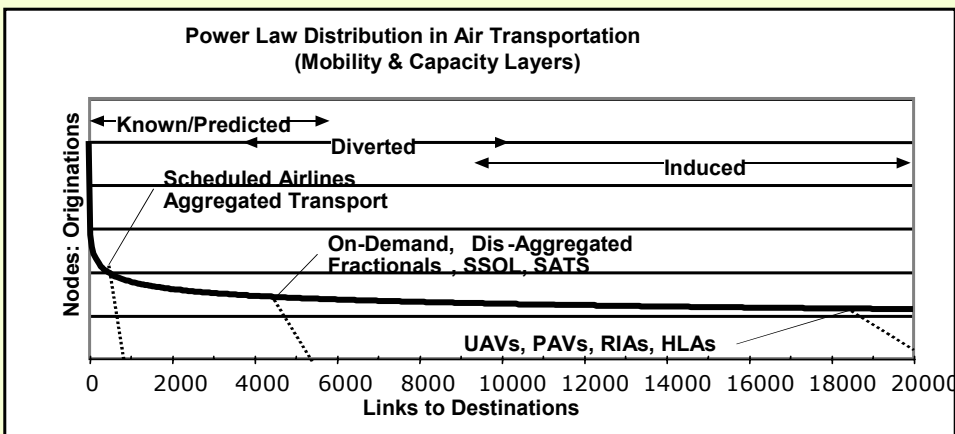 Power Law Distribution in Air Transportation
(Mobility & Capacity Layers)
Nodes: Originations
Known/Predicted
Diverted
Induced
Scheduled Airlines
Aggregated Transport
On-Demand, Dis-Aggregated
Fractionals , SSOL, SATS
UAVs, PAVs, RIAs, HLAs
0 2000 4000 6000 8000 10000 12000 14000 16000 18000 20000
Links to Destinations